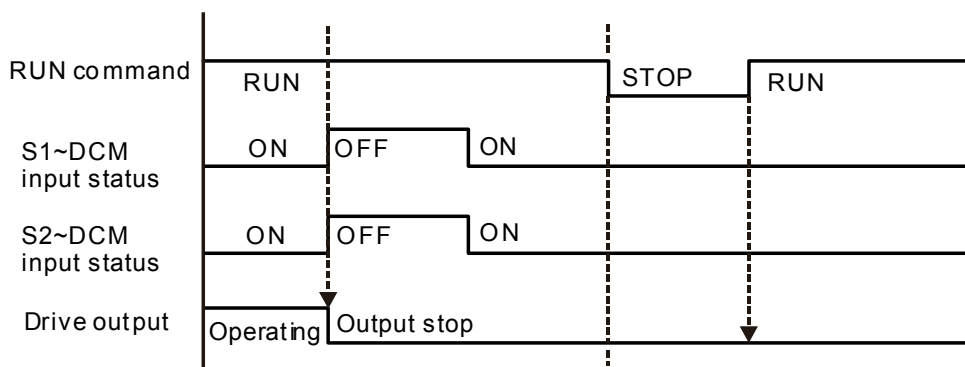 RUN command
RUN
STOP
RUN
S1~DCM
input status
ON
OFF
ON
S2~DCM
input status
ON
OFF
ON
Drive output
Operating
Output stop